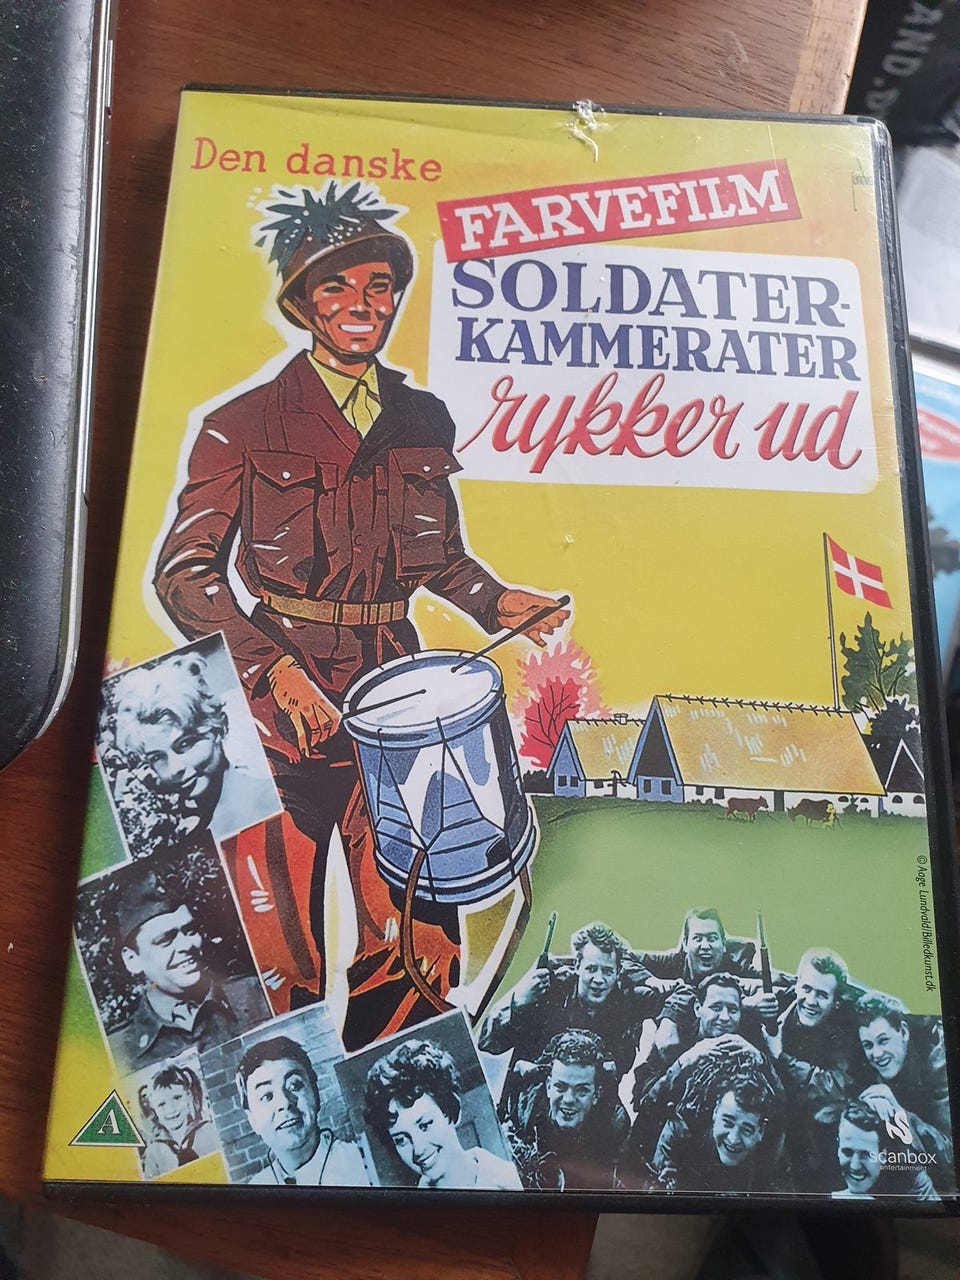 Den danske
FARVEFILM
SOLDATER-
KAMMERATER
rykker ud
© Aage Lundvald/Billedkunst.dk
A
scanbox
entertainment